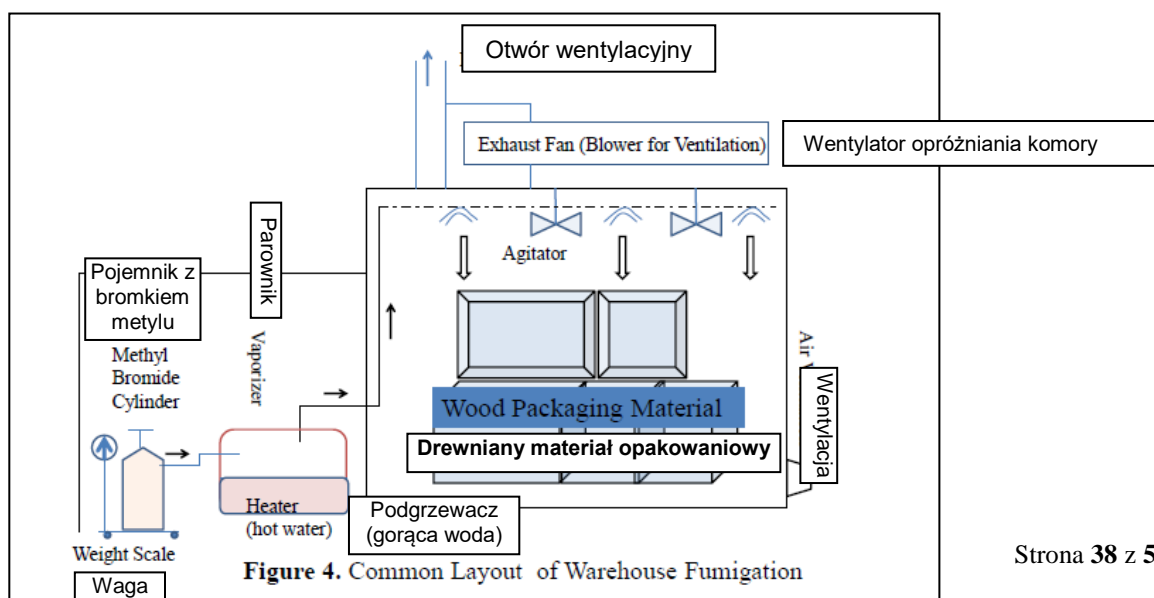 Otwór wentylacyjny
Exhaust Fan (Blower for Ventilation)
Wentylator opróżniania komory
Parownik
Pojemnik z
bromkiem
metylu
Agitator
Methyl
Bromide
Cylinder
Vaporizer
Air
Wentylacja
Wood Packaging Material
Drewniany materiał opakowaniowy
Heater
(hot water)
Podgrzewacz
(gorąca woda)
Weight Scale
Waga
Figure 4. Common Layout of Warehouse Fumigation
Strona 38 z 5